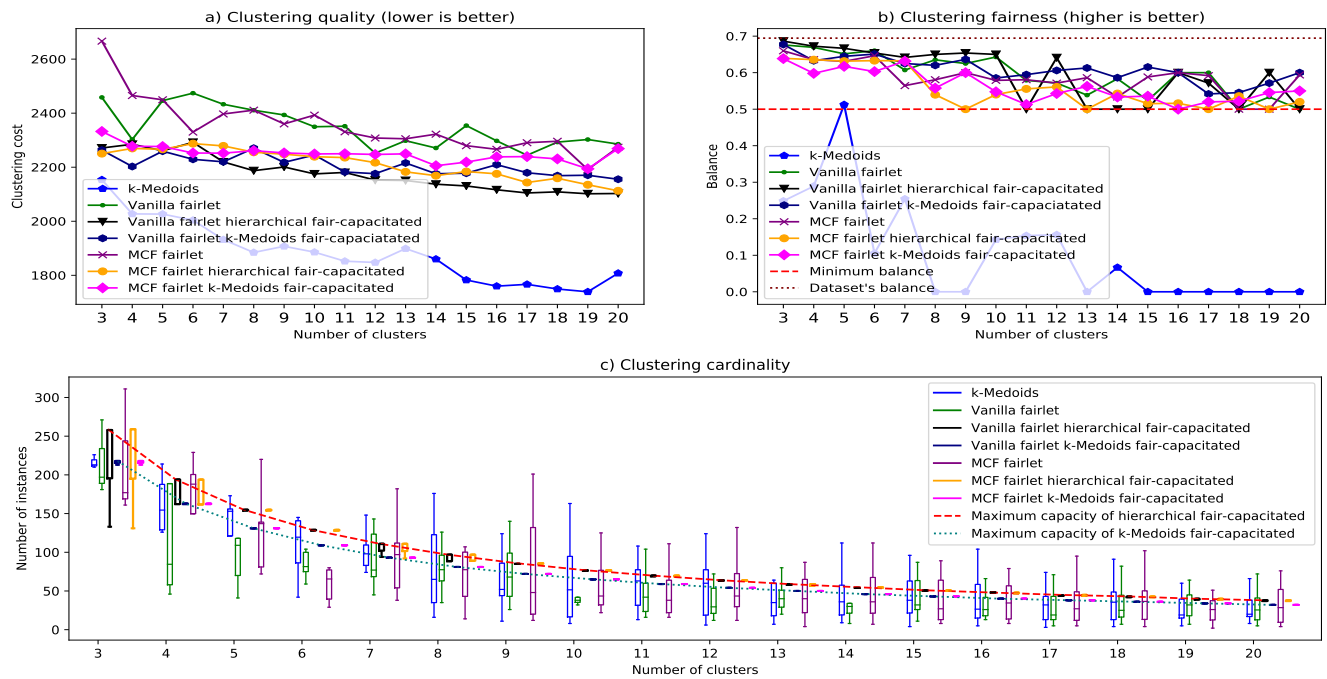 a) Clustering quality (lower is better)
Clustering cost
2600
2400
2200
2000
1800
k-Medoids
Vanilla fairlet
Vanilla fairlet hierarchical fair-capacitated
Vanilla fairlet k-Medoids fair-capaciatated
MCF fairlet
MCF fairlet hierarchical fair-capacitated
MCF fairlet k-Medoids fair-capacitated
3 4 5 6 7 8 9 10 11 12 13 14 15 16 17 18 19 20
Number of clusters
b) Clustering fairness (higher is better)
Balance
0.7
0.6
0.5
0.4
0.3
0.2
0.1
0.0
k-Medoids
Vanilla fairlet
Vanilla fairlet hierarchical fair-capacitated
Vanilla fairlet k-Medoids fair-capaciatated
MCF fairlet
MCF fairlet hierarchical fair-capacitated
MCF fairlet k-Medoids fair-capacitated
Minimum balance
Dataset's balance
3 4 5 6 7 8 9 10 11 12 13 14 15 16 17 18 19 20
Number of clusters
c) Clustering cardinality
Number of instances
300
250
200
150
100
50
0
k-Medoids
Vanilla fairlet
Vanilla fairlet hierarchical fair-capacitated
Vanilla fairlet k-Medoids fair-capacitated
MCF fairlet
MCF fairlet hierarchical fair-capacitated
MCF fairlet k-Medoids fair-capacitated
Maximum capacity of hierarchical fair-capacitated
Maximum capacity of k-Medoids fair-capacitated
3 4 5 6 7 8 9 10 11 12 13 14 15 16 17 18 19 20
Number of clusters